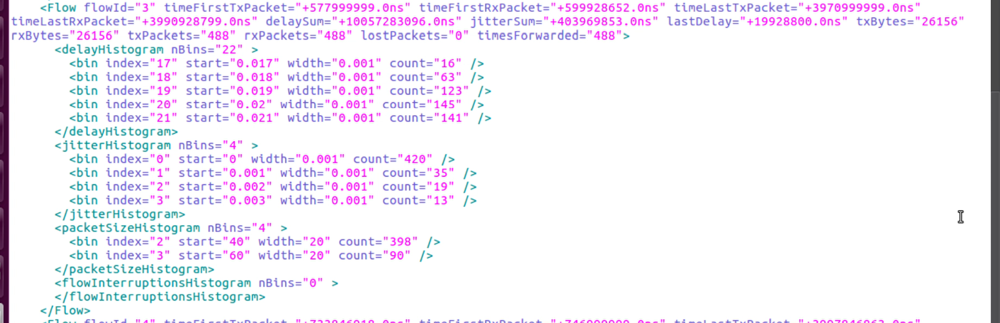 <Flow flowId="3" timeFirstTxPacket="+577999999.0ns" timeFirstRxPacket="+599928652.0ns" timeLastTxPacket="+3970999999.0ns"
timeLastRxPacket="+3990928799.0ns" delaySum="+10057283096.0ns" jitterSum="+403969853.0ns" lastDelay="+19928800.0ns" txBytes="26156"
rxBytes="26156" txPackets="488" rxPackets="488" lostPackets="0" timesForwarded="488">
<delayHistogram nBins="22" >
<bin index="17" start="0.017" width="0.001" count="16" />
<bin index="18" start="0.018" width="0.001" count="63" />
<bin index="19" start="0.019" width="0.001" count="123" />
<bin index="20" start="0.02" width="0.001" count="145" />
<bin index="21" start="0.021" width="0.001" count="141" />
</delayHistogram>
<jitterHistogram nBins="4" >
<bin index="0" start="0" width="0.001" count="420" />
<bin index="1" start="0.001" width="0.001" count="35" />
<bin index="2" start="0.002" width="0.001" count="19" />
<bin index="3" start="0.003" width="0.001" count="13" />
</jitterHistogram>
<packetSizeHistogram nBins="4" >
<bin index="2" start="40" width="20" count="398" />
<bin index="3" start="60" width="20" count="90" />
</packetSizeHistogram>
<flowInterruptionsHistogram nBins="0" >
</flowInterruptionsHistogram>
</Flow>